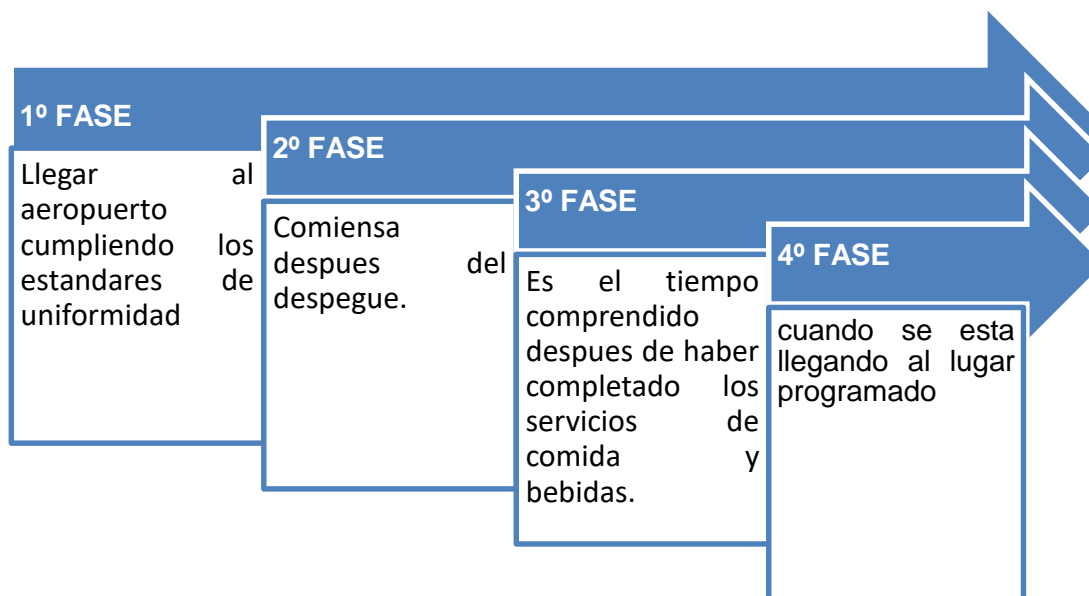 1º FASE
Llegar al
aeropuerto
cumpliendo los
estandares de
uniformidad
2º FASE
Comiensa
despues del
despegue.
3º FASE
Es el tiempo
comprendido
despues de haber
completado los
servicios de
comida y
bebidas.
4º FASE
cuando se esta
llegando al lugar
programado